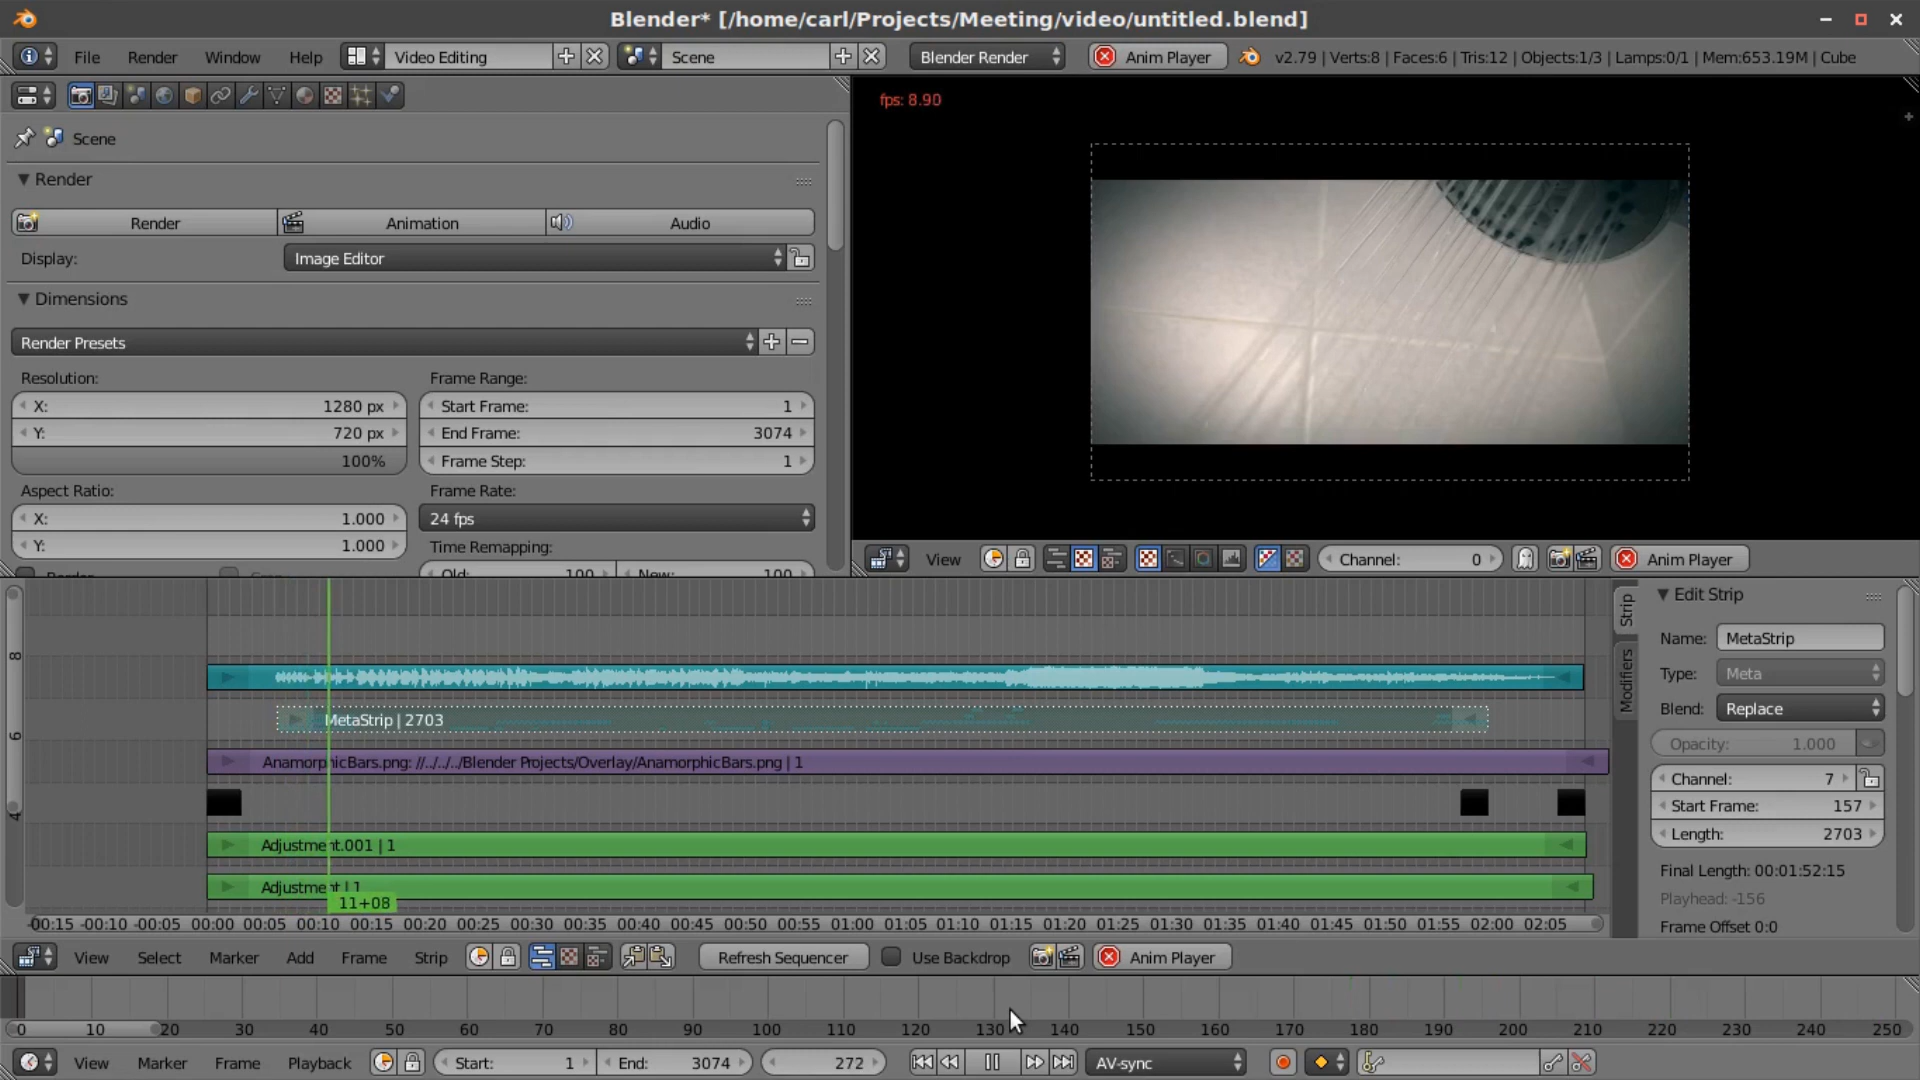 Blender* [/home/carl/Projects/Meeting/video/untitled.blend]
File Render Window Help Video Editing Scene Blender Render Anim Player v2.79 | Verts:8 | Faces:6 | Tris:12 | Objects:1/3 | Lamps:0/1 | Mem:653.19M | Cube
Scene
Render
Render Animation Audio
Display: Image Editor
Dimensions
Render Presets
Resolution: Frame Range:
X: 1280 px Start Frame: 1
Y: 720 px End Frame: 3074
100% Frame Step: 1
Aspect Ratio: Frame Rate:
X: 1.000 24 fps
Y: 1.000 Time Remapping:
Old: 100 New: 100
fps: 8.90
View Channel: 0 Anim Player
8
6
4
MetaStrip | 2703
AnamorphicBars.png: //../../../Blender Projects/Overlay/AnamorphicBars.png | 1
Adjustment.001 | 1
Adjustment | 1
11+08
-00:15 -00:10 -00:05 00:00 00:05 00:10 00:15 00:20 00:25 00:30 00:35 00:40 00:45 00:50 00:55 01:00 01:05 01:10 01:15 01:20 01:25 01:30 01:35 01:40 01:45 01:50 01:55 02:00 02:05
Strip
Modifiers
Edit Strip
Name: MetaStrip
Type: Meta
Blend: Replace
Opacity: 1.000
Channel: 7
Start Frame: 157
Length: 2703
Final Length: 00:01:52:15
Playhead: -156
Frame Offset 0:0
View Select Marker Add Frame Strip Refresh Sequencer Use Backdrop Anim Player
0 10 20 30 40 50 60 70 80 90 100 110 120 130 140 150 160 170 180 190 200 210 220 230 240 250
View Marker Frame Playback Start: 1 End: 3074 272 AV-sync